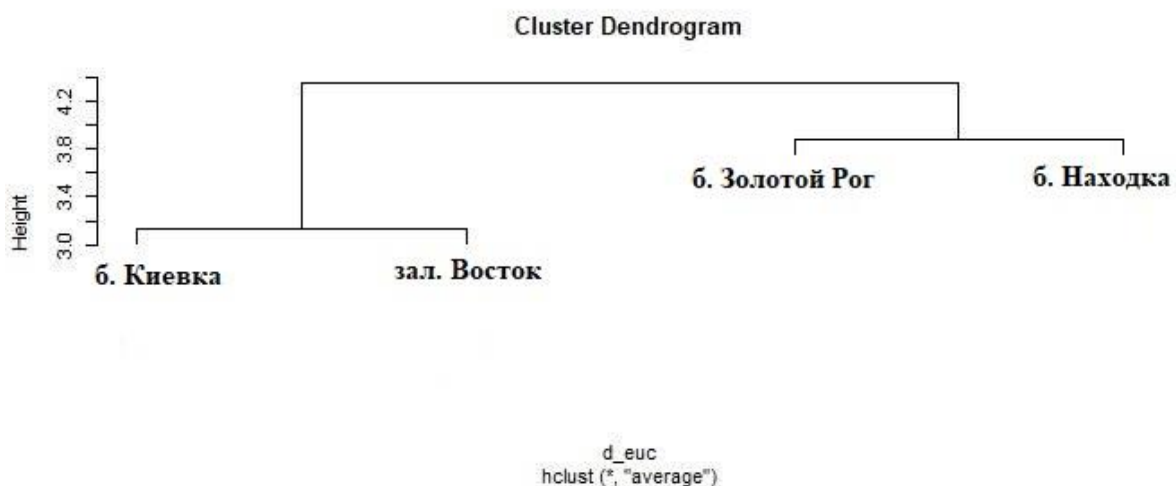 Cluster Dendrogram
4.2
3.8
3.4
3.0
Height
б. Золотой Рог
б. Находка
б. Киевка
зал. Восток
d_euc
hclust (*, "average")